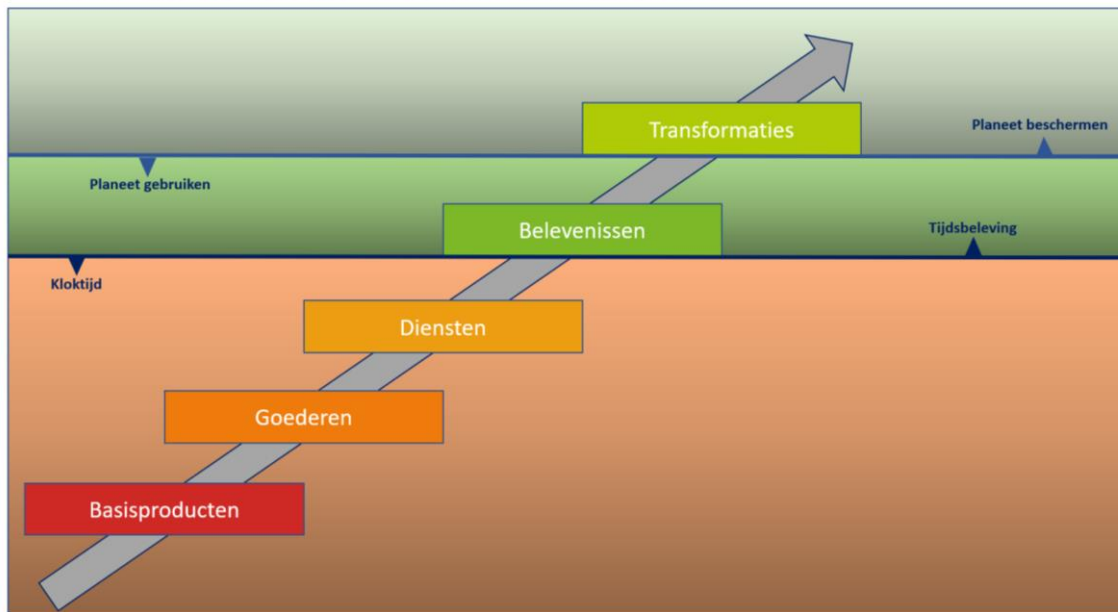 Transformaties
Planeet beschermen
Planeet gebruiken
Belevenissen
Tijdsbeleving
Kloktijd
Diensten
Goederen
Basisproducten